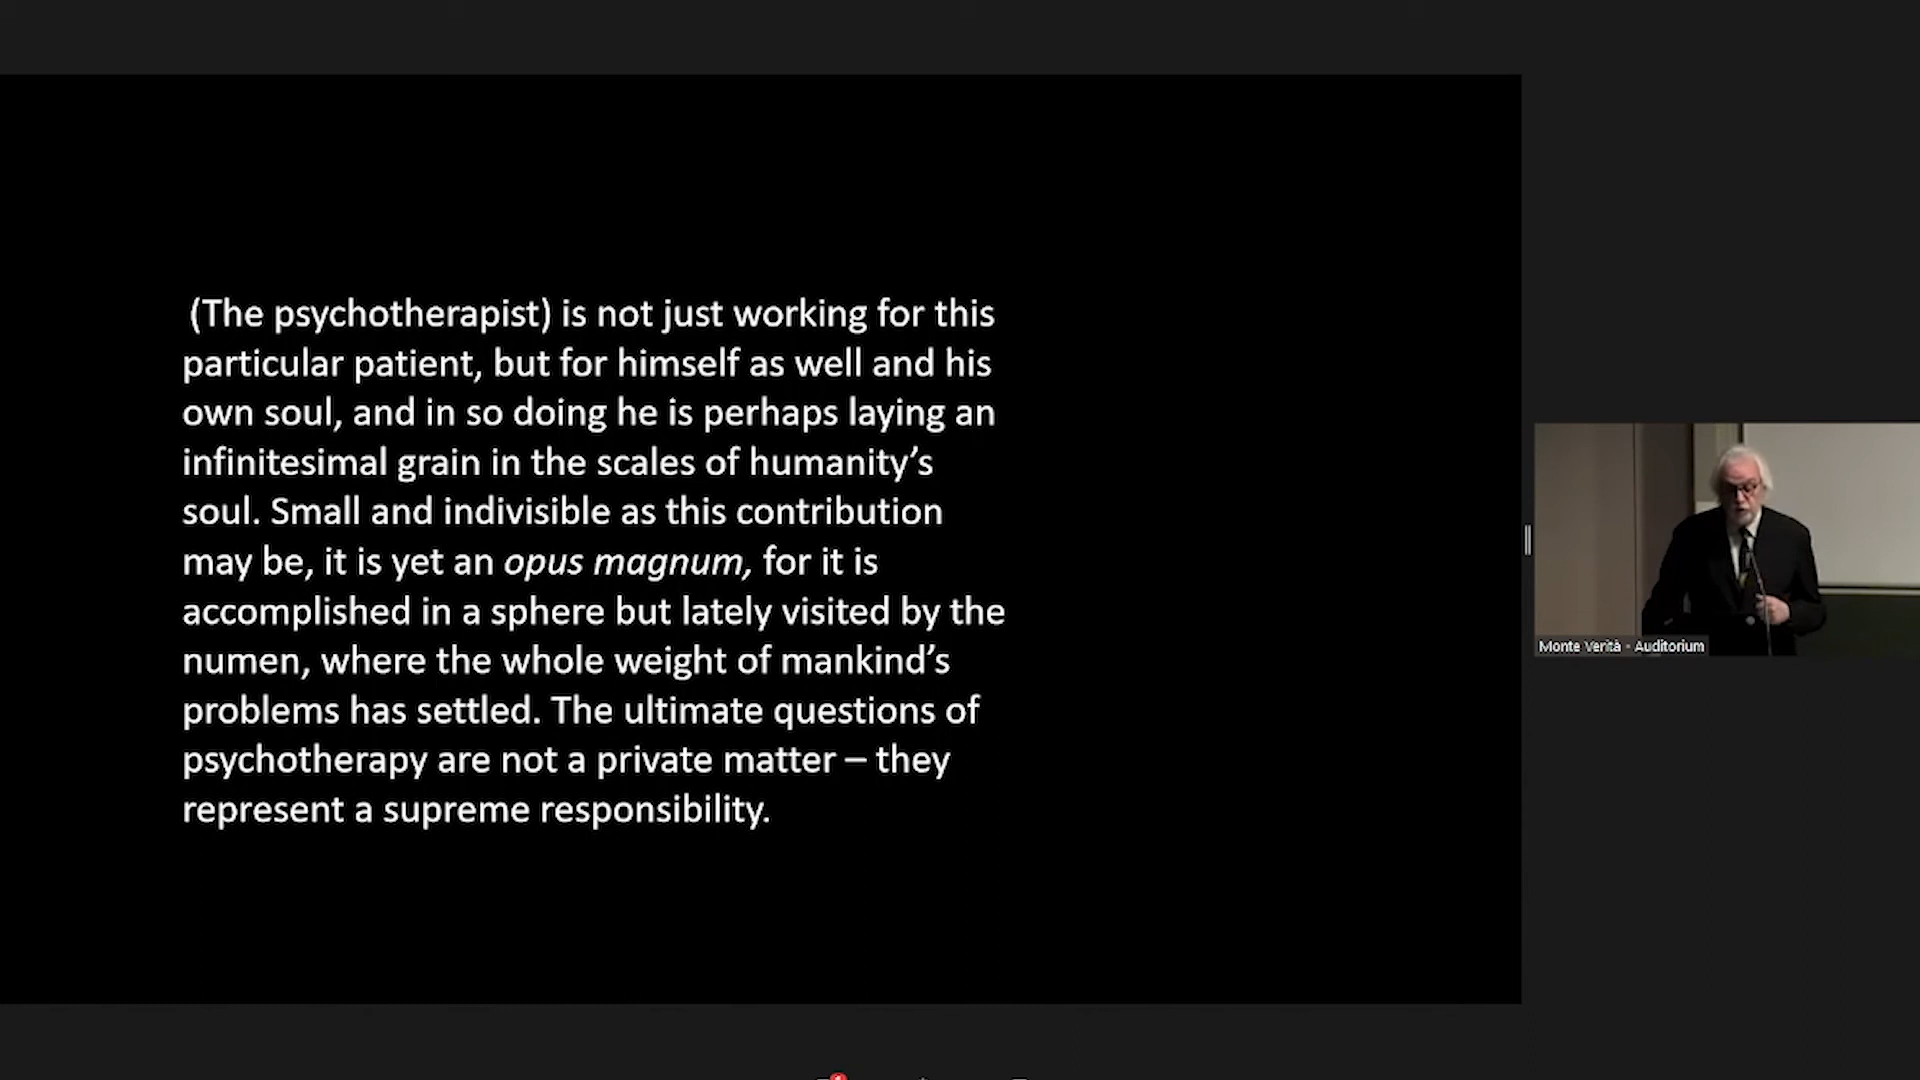 (The psychotherapist) is not just working for this
particular patient, but for himself as well and his
own soul, and in so doing he is perhaps laying an
infinitesimal grain in the scales of humanity’s
soul. Small and indivisible as this contribution
may be, it is yet an opus magnum, for it is
accomplished in a sphere but lately visited by the
numen, where the whole weight of mankind’s
problems has settled. The ultimate questions of
psychotherapy are not a private matter – they
represent a supreme responsibility.
Monte Verità - Auditorium